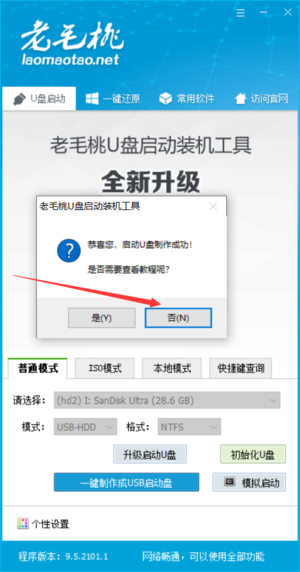 老毛桃
laomaotao.net
U盘启动 一键还原 常用软件 访问官网
老毛桃U盘启动装机工具
全新升级
老毛桃U盘启动装机工具
恭喜您，启动U盘制作成功！
是否需要查看教程呢？
是(Y) 否(N)
普通模式 ISO模式 本地模式 快捷键查询
请选择： (hd2) I: SanDisk Ultra (28.6 GB)
模式： USB-HDD 格式： NTFS
升级启动U盘 初始化U盘
一键制作成USB启动盘 模拟启动
个性设置
程序版本：9.5.2101.1 网络畅通，可以使用全部功能